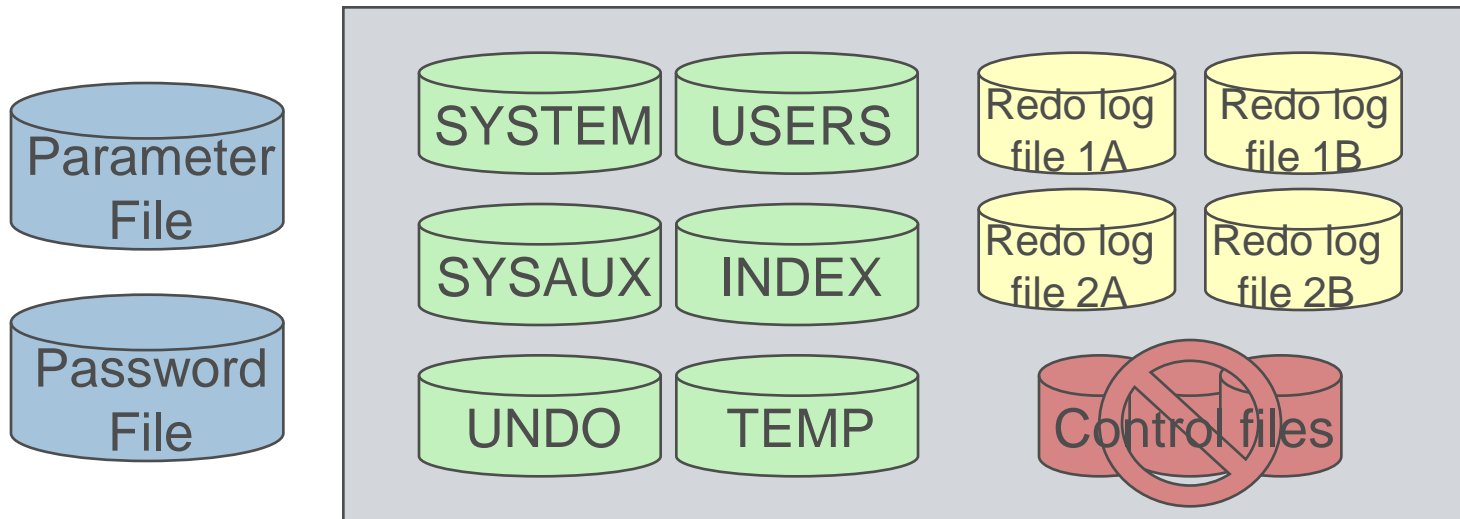 Parameter
File
Password
File
SYSTEM
USERS
SYSAUX
INDEX
UNDO
TEMP
Redo log
file 1A
Redo log
file 1B
Redo log
file 2A
Redo log
file 2B
Control files